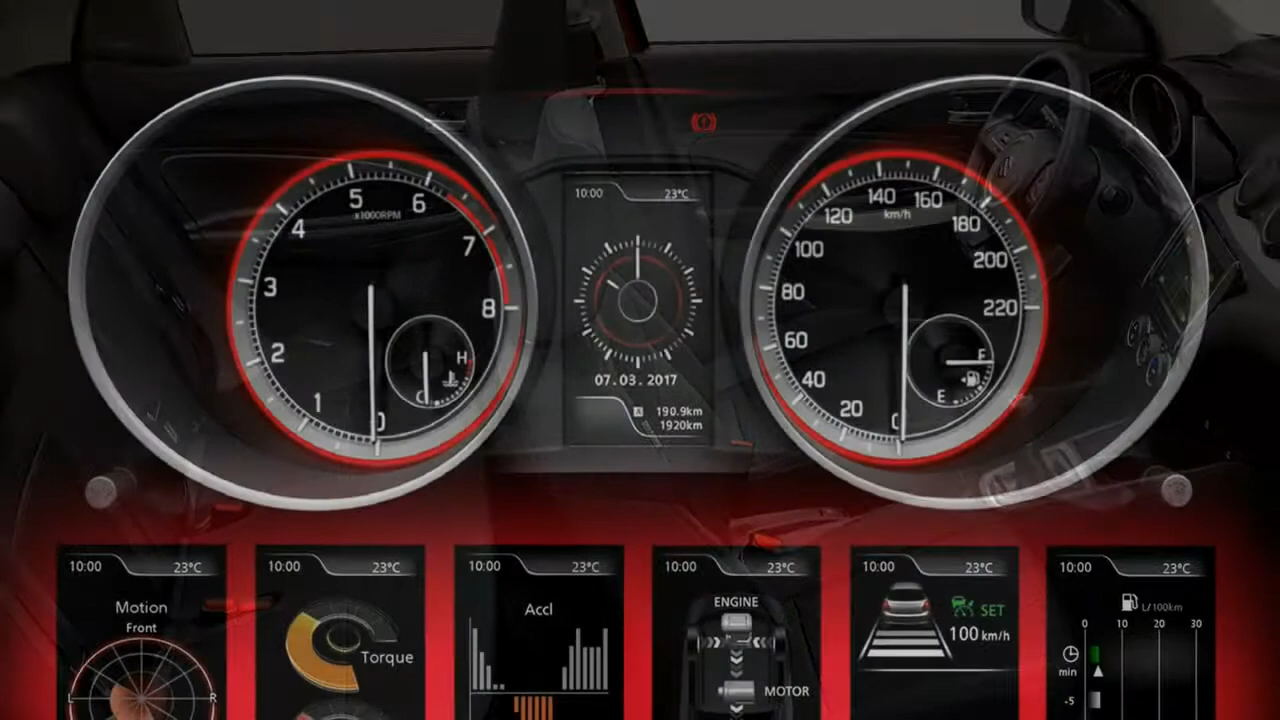 5
6
x1000RPM
4
7
3
8
2
H
1
C
0
10:00 23°C
07.03.2017
A 190.9km
1920km
140 160
km/h
120 180
100 200
80 220
60
F
40
E
20
0
10:00 23°C
Motion
Front
L R
10:00 23°C
Torque
10:00 23°C
Accl
10:00 23°C
ENGINE
MOTOR
10:00 23°C
SET
100 km/h
10:00 23°C
L/100km
0 10 20 30
min
-5